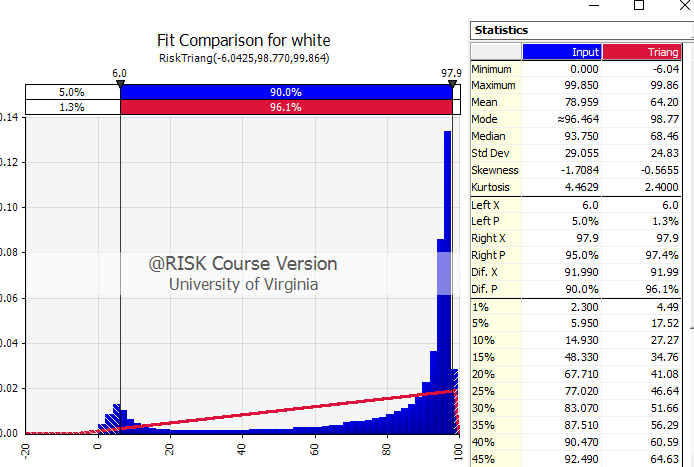 Statistics
Fit Comparison for white
RiskTriang(-6.0425,98.770,99.864)
6.0 97.9
5.0% 90.0%
1.3% 96.1%
0.14
0.12
0.10
0.08
0.06
0.04
0.02
0.00
-20 0 20 40 60 80 100
@RISK Course Version
University of Virginia
Input Triang
Minimum 0.000 -6.04
Maximum 99.850 99.86
Mean 78.959 64.20
Mode ≈96.464 98.77
Median 93.750 68.46
Std Dev 29.055 24.83
Skewness -1.7084 -0.5655
Kurtosis 4.4629 2.4000
Left X 6.0 6.0
Left P 5.0% 1.3%
Right X 97.9 97.9
Right P 95.0% 97.4%
Dif. X 91.990 91.99
Dif. P 90.0% 96.1%
1% 2.300 4.49
5% 5.950 17.52
10% 14.930 27.27
15% 48.330 34.76
20% 67.710 41.08
25% 77.020 46.64
30% 83.070 51.66
35% 87.510 56.29
40% 90.470 60.59
45% 92.490 64.63